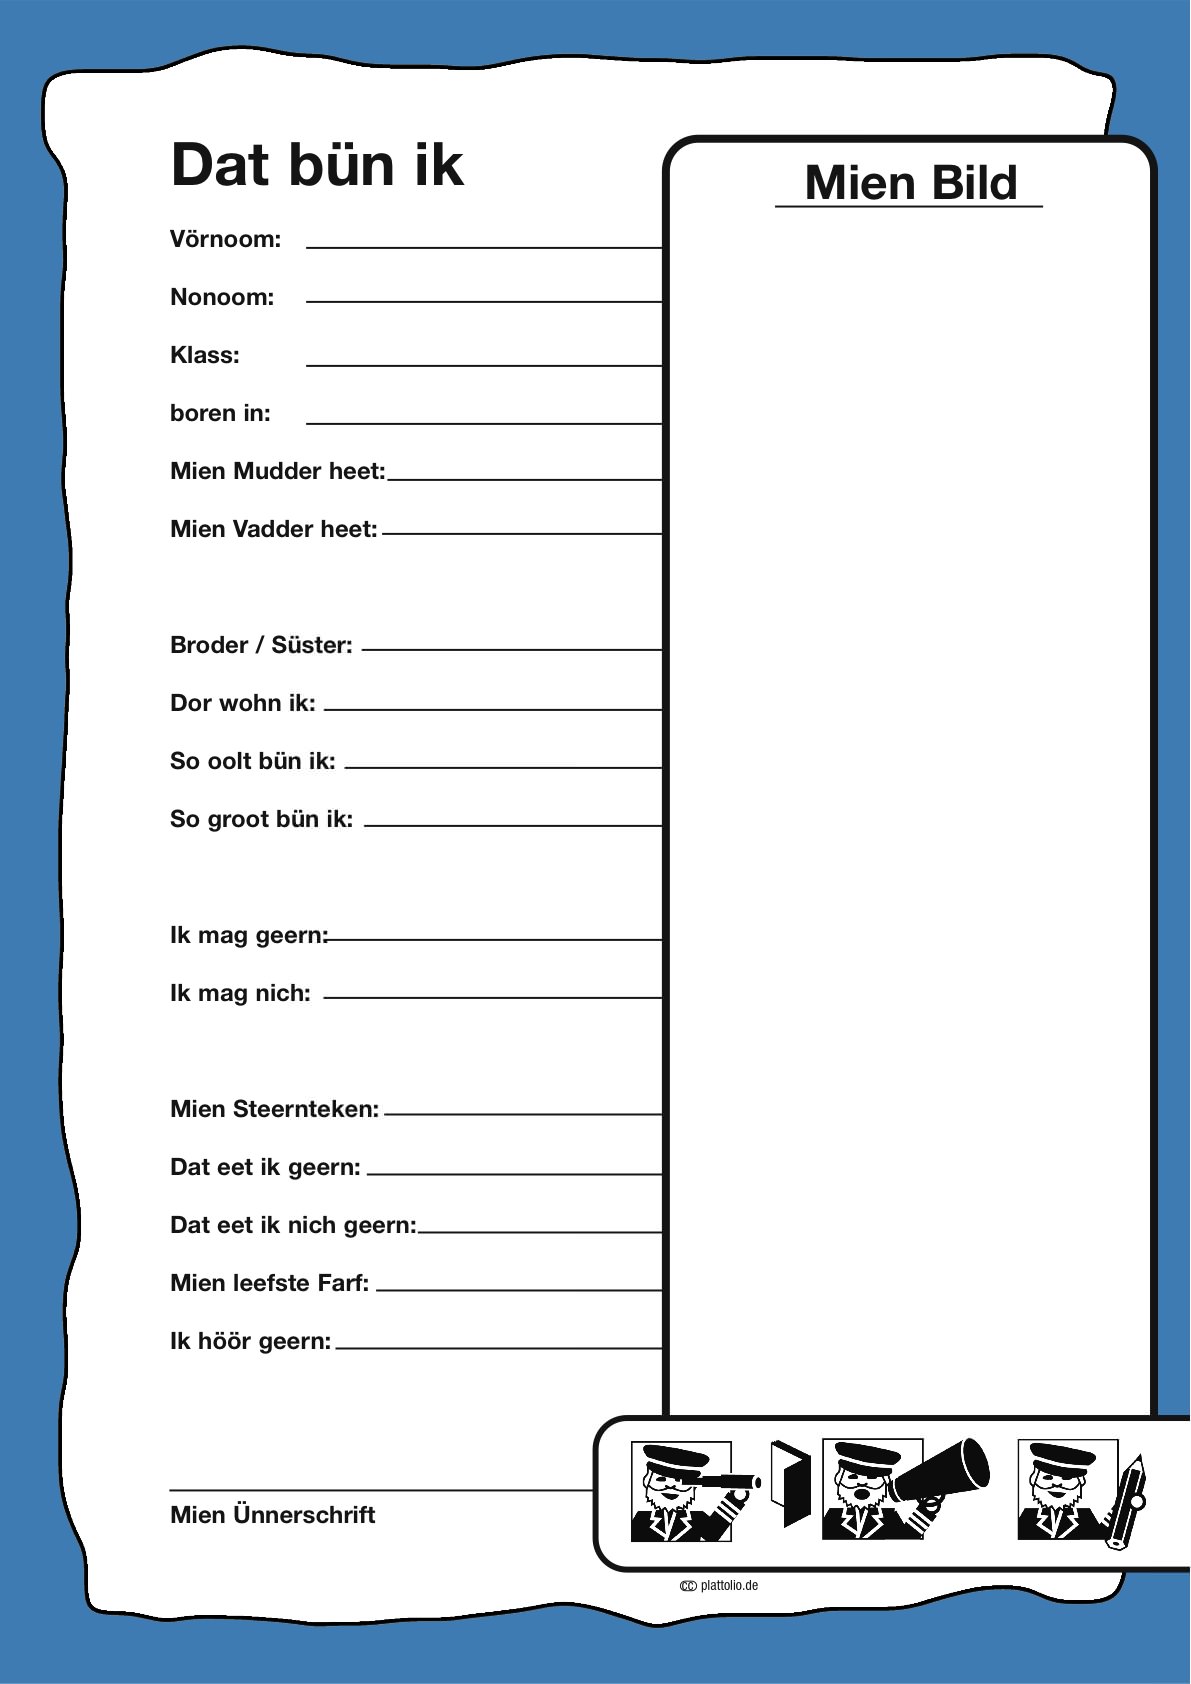 Dat bün ik
Mien Bild
Vörnoom:
Nonoom:
Klass:
boren in:
Mien Mudder heet:
Mien Vadder heet:
Broder / Süster:
Dor wohn ik:
So oolt bün ik:
So groot bün ik:
Ik mag geern:
Ik mag nich:
Mien Steernteken:
Dat eet ik geern:
Dat eet ik nich geern:
Mien leefste Farf:
Ik höör geern:
Mien Ünnerschrift
cc plattolio.de